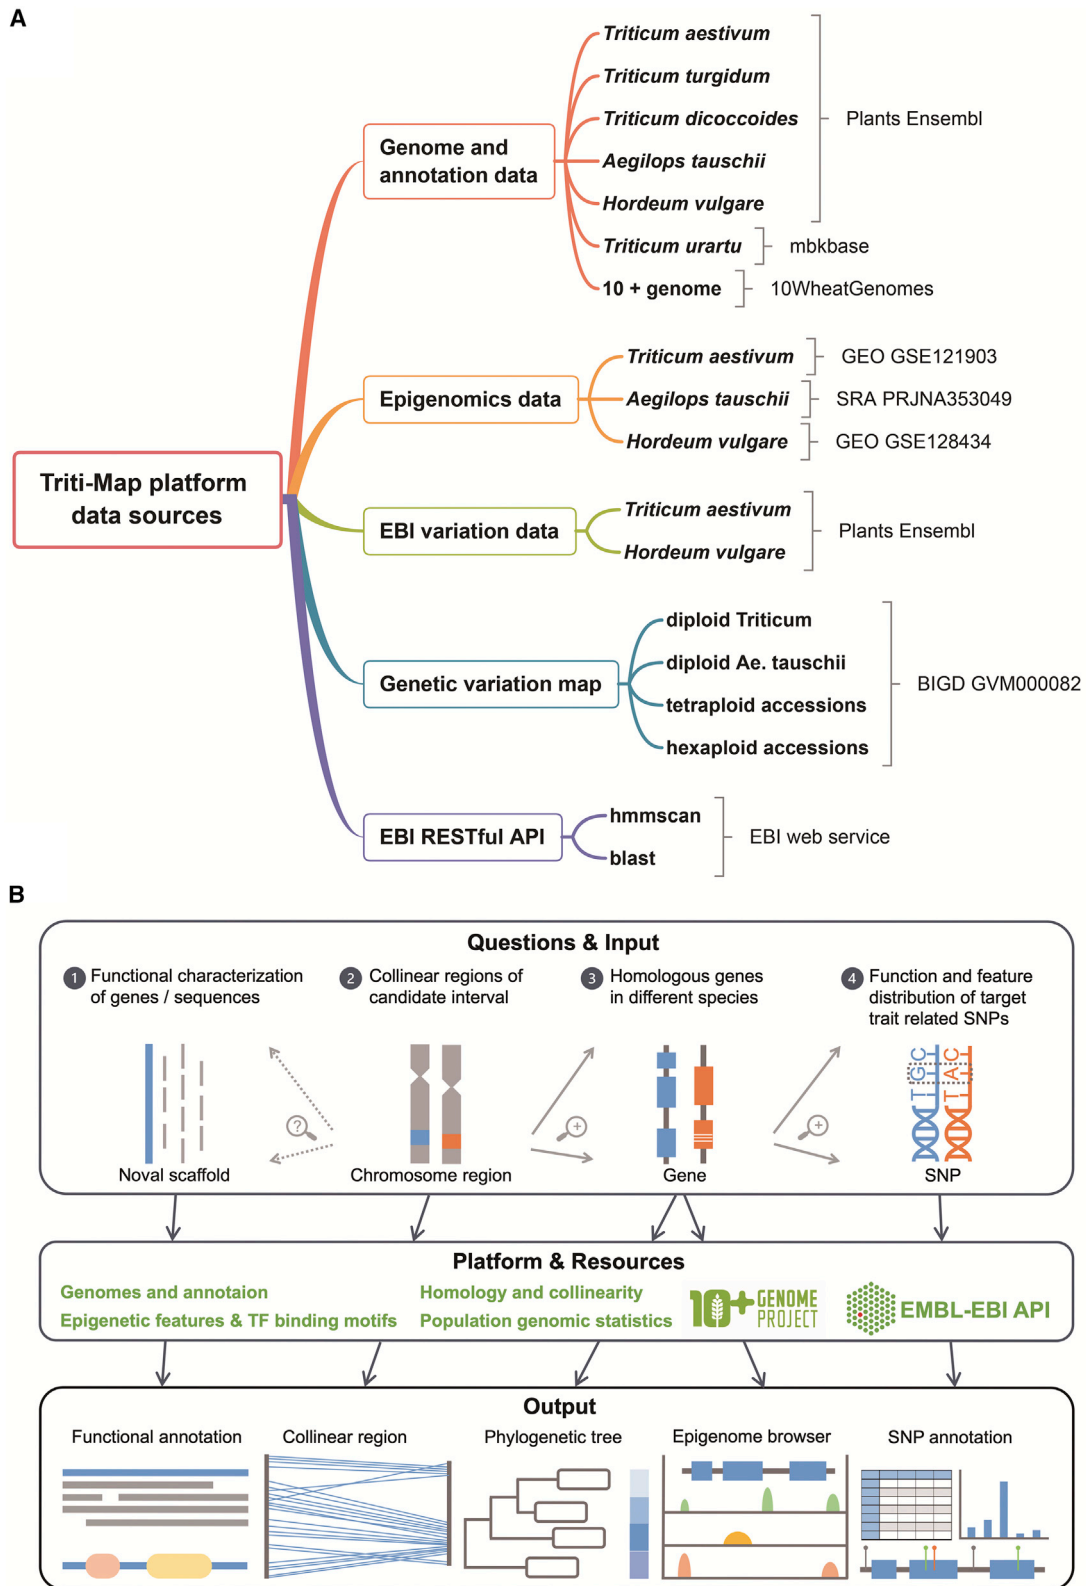 A
Triticum aestivum
Triticum turgidum
Triticum dicoccoides
Aegilops tauschii
Hordeum vulgare
Plants Ensembl
Genome and
annotation data
Triticum urartu
mbkbase
10 + genome
10WheatGenomes
Triticum aestivum
GEO GSE121903
Epigenomics data
Aegilops tauschii
SRA PRJNA353049
Hordeum vulgare
GEO GSE128434
Triti-Map platform
data sources
EBI variation data
Triticum aestivum
Hordeum vulgare
Plants Ensembl
Genetic variation map
diploid Triticum
diploid Ae. tauschii
tetraploid accessions
hexaploid accessions
BIGD GVM000082
EBI RESTful API
hmmscan
blast
EBI web service
B
Questions & Input
1 Functional characterization
of genes / sequences
2 Collinear regions of
candidate interval
3 Homologous genes
in different species
4 Function and feature
distribution of target
trait related SNPs
?
+
+
TGC
TAC
Noval scaffold
Chromosome region
Gene
SNP
Platform & Resources
Genomes and annotaion
Homology and collinearity
Epigenetic features & TF binding motifs
Population genomic statistics
10+ GENOME
PROJECT
EMBL-EBI API
Output
Functional annotation
Collinear region
Phylogenetic tree
Epigenome browser
SNP annotation